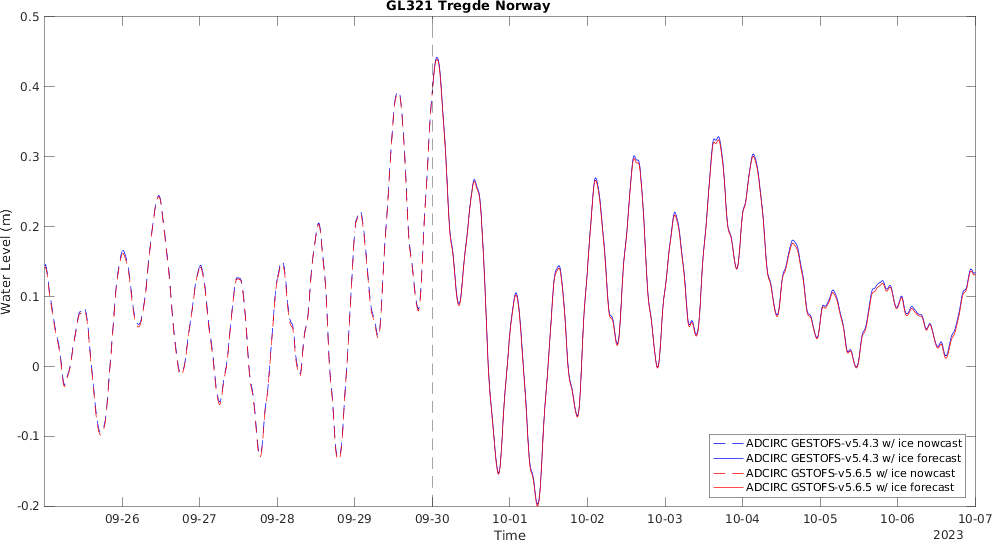 GL321 Tregde Norway
Water Level (m)
0.5
0.4
0.3
0.2
0.1
0
-0.1
-0.2
09-26 09-27 09-28 09-29 09-30 10-01 10-02 10-03 10-04 10-05 10-06 10-07
Time
2023
ADCIRC GESTOFS-v5.4.3 w/ ice nowcast
ADCIRC GESTOFS-v5.4.3 w/ ice forecast
ADCIRC GSTOFS-v5.6.5 w/ ice nowcast
ADCIRC GSTOFS-v5.6.5 w/ ice forecast